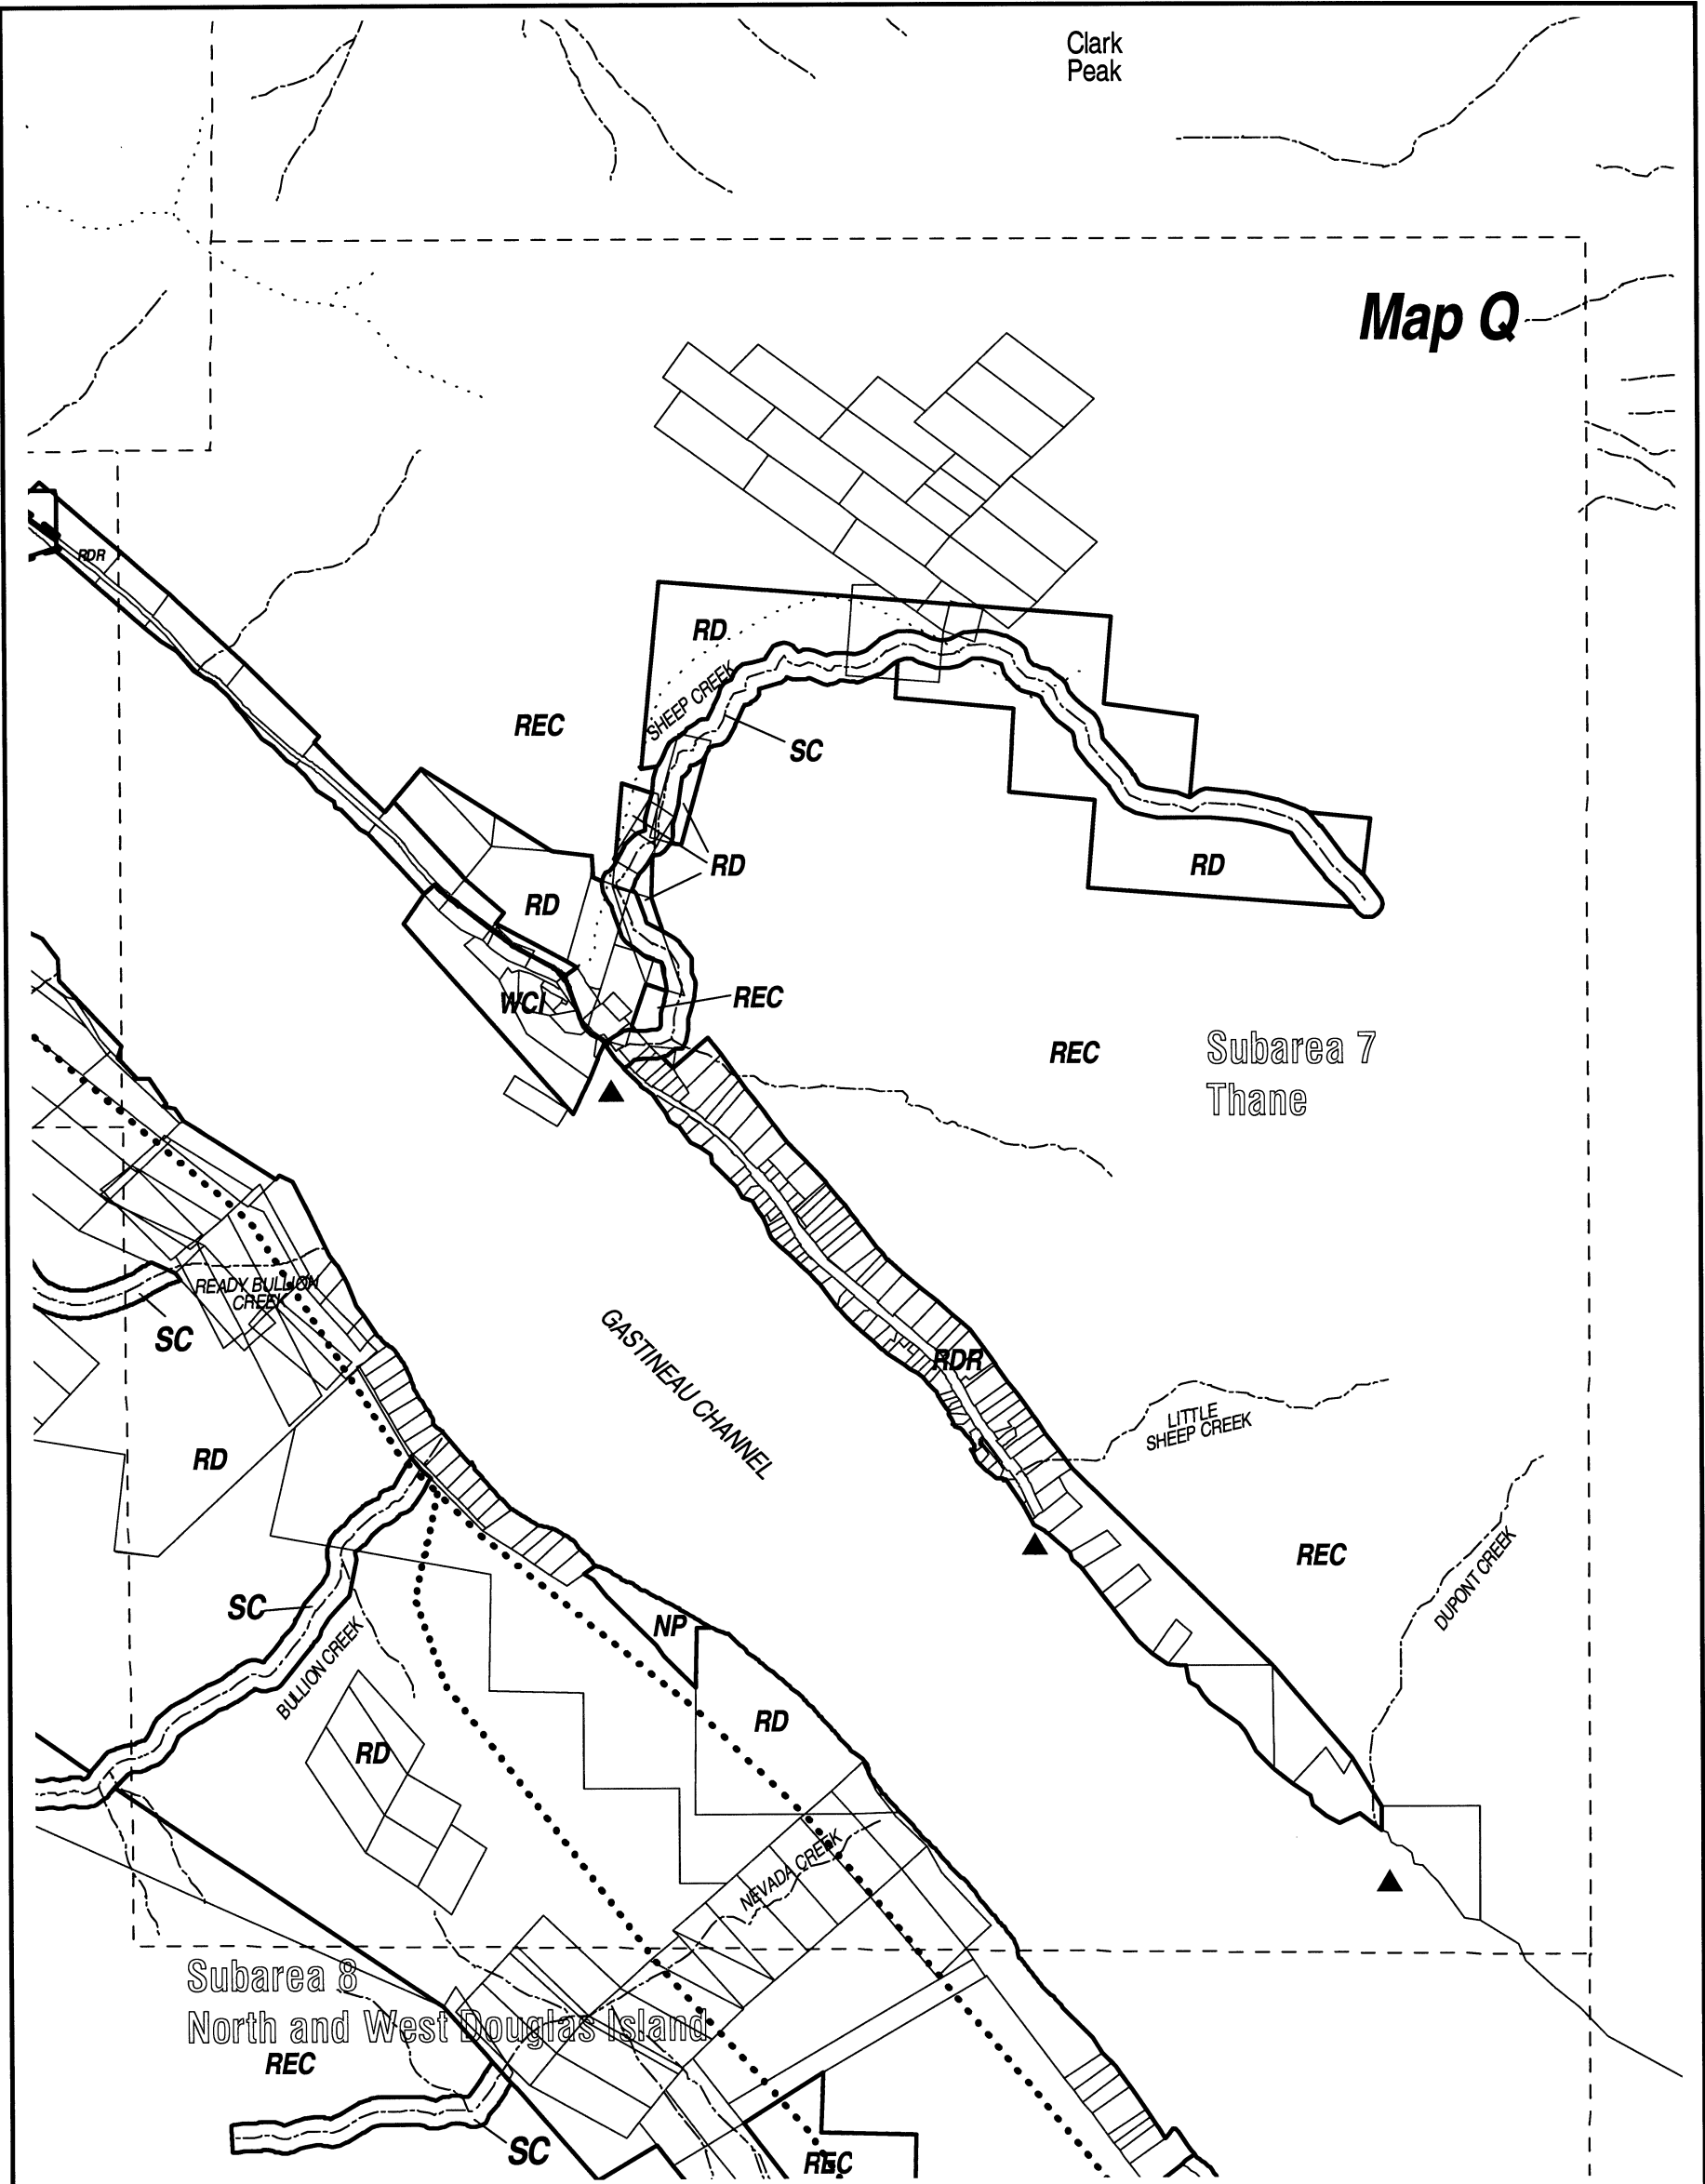 Clark
Peak
Map Q
RDR
RD
SHEEP CREEK
REC
SC
RD
RD
RD
WCI
REC
REC
Subarea 7
Thane
READY BULLION
CREEK
SC
GASTINEAU CHANNEL
RDR
LITTLE
SHEEP CREEK
RD
REC
DUPONT CREEK
SC
NP
BULLION CREEK
RD
RD
NEVADA CREEK
Subarea 8
North and West Douglas Island
REC
SC
REC